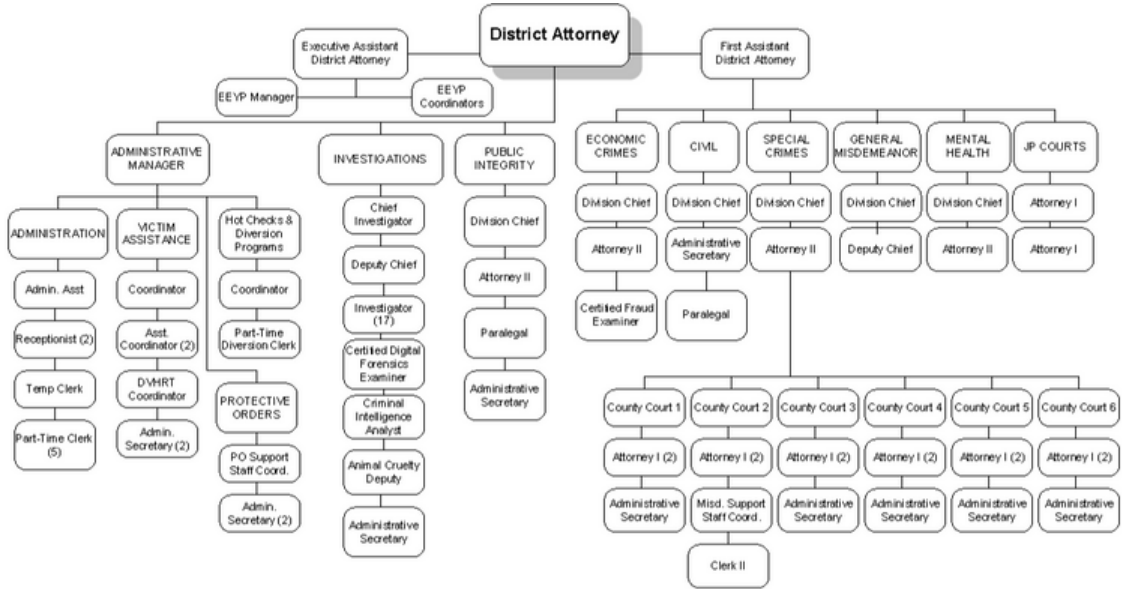 District Attorney
Executive Assistant
District Attorney
First Assistant
District Attorney
EEYP Manager
EEYP
Coordinators
ADMINISTRATIVE
MANAGER
INVESTIGATIONS
PUBLIC
INTEGRITY
ECONOMIC
CRIMES
CIVIL
SPECIAL
CRIMES
GENERAL
MISDEMEANOR
MENTAL
HEALTH
JP COURTS
ADMINISTRATION
Admin. Asst
Receptionist (2)
Temp Clerk
Part-Time Clerk
(5)
VICTIM
ASSISTANCE
Coordinator
Asst.
Coordinator (2)
DVHRT
Coordinator
Admin.
Secretary (2)
Hot Checks &
Diversion
Programs
Coordinator
Part-Time
Diversion Clerk
PROTECTIVE
ORDERS
PO Support
Staff Coord.
Admin.
Secretary (2)
Chief
Investigator
Deputy Chief
Investigator
(17)
Certified Digital
Forensics
Examiner
Criminal
Intelligence
Analyst
Animal Cruelty
Deputy
Administrative
Secretary
Division Chief
Attorney II
Paralegal
Administrative
Secretary
Division Chief
Attorney II
Certified Fraud
Examiner
Division Chief
Administrative
Secretary
Paralegal
Division Chief
Attorney II
Division Chief
Deputy Chief
Division Chief
Attorney II
Attorney I
Attorney I
County Court 1
Attorney I (2)
Administrative
Secretary
County Court 2
Attorney I (2)
Misd. Support
Staff Coord.
Clerk II
County Court 3
Attorney I (2)
Administrative
Secretary
County Court 4
Attorney I (2)
Administrative
Secretary
County Court 5
Attorney I (2)
Administrative
Secretary
County Court 6
Attorney I (2)
Administrative
Secretary